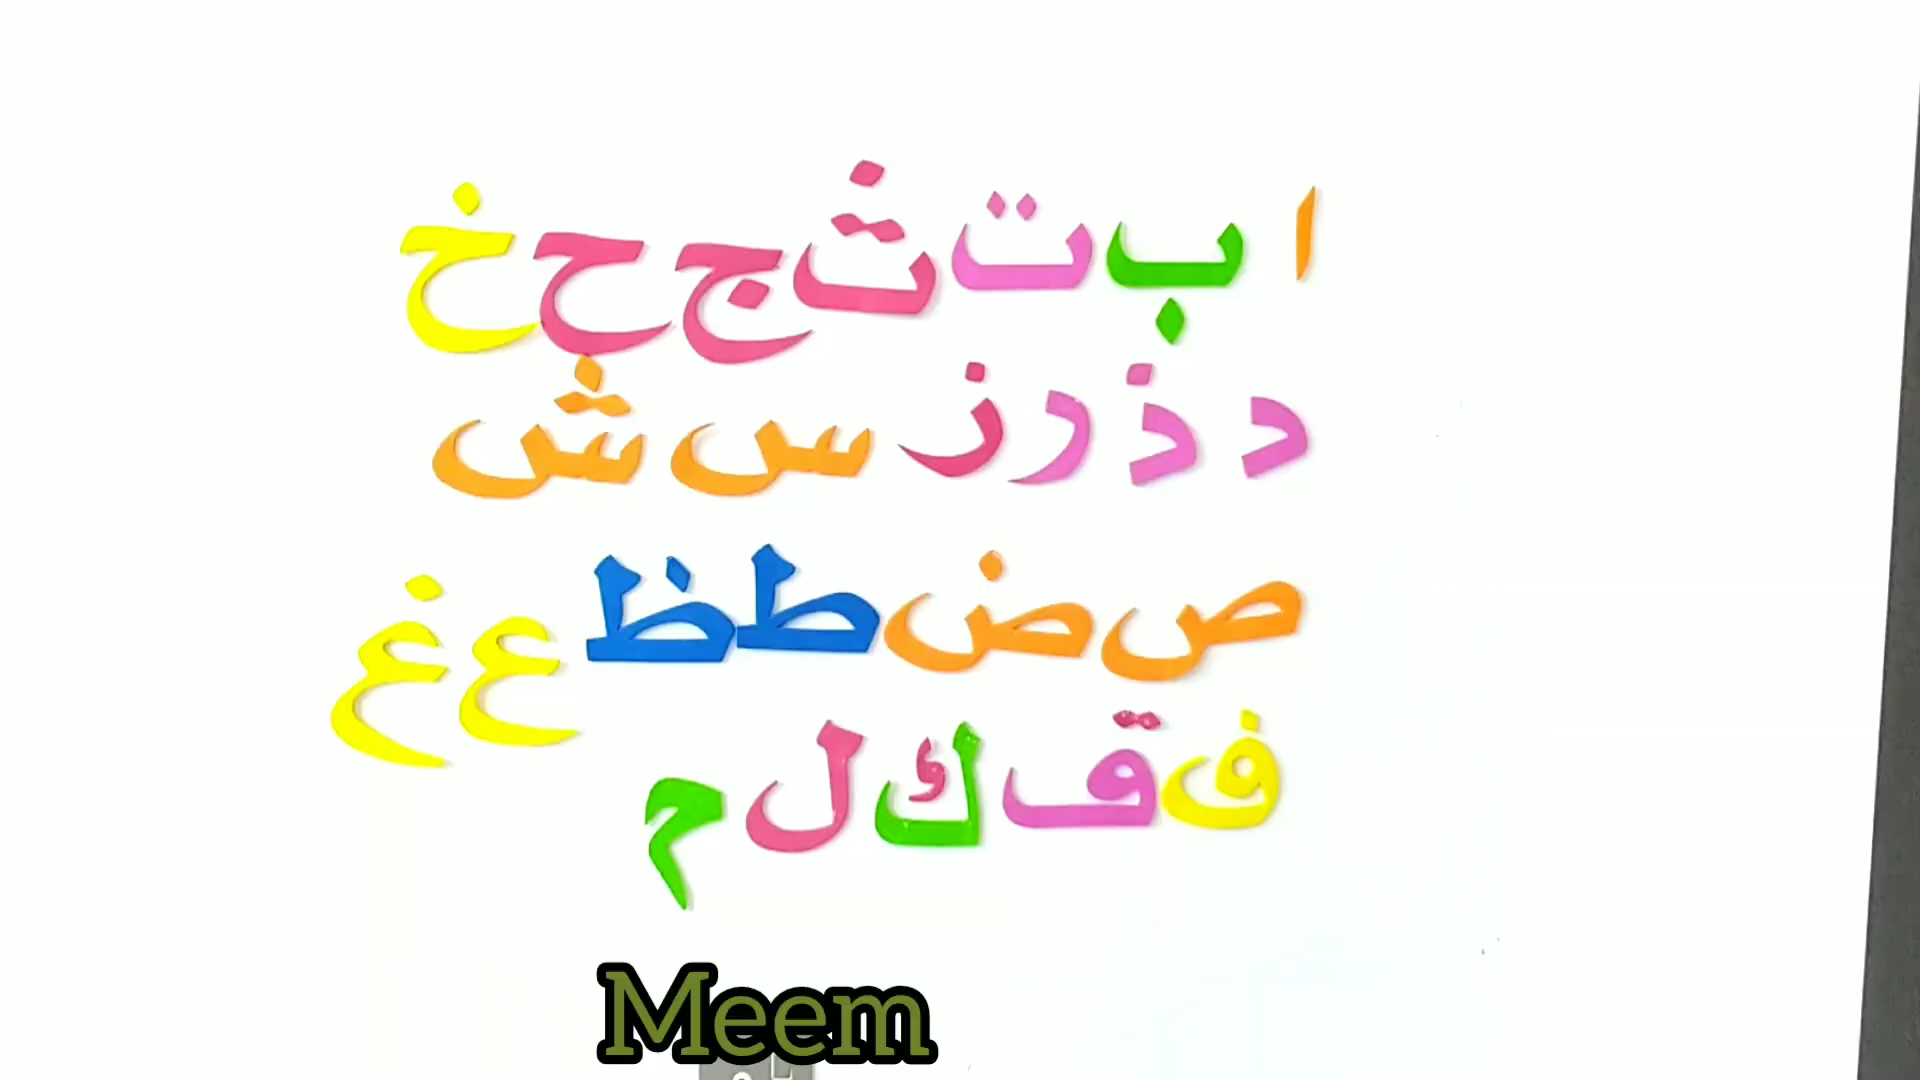 ا ب ت ث ج ح خ
د ذ ر ز س ش
ص ض ط ظ ع غ
ف ق ك ل م
Meem